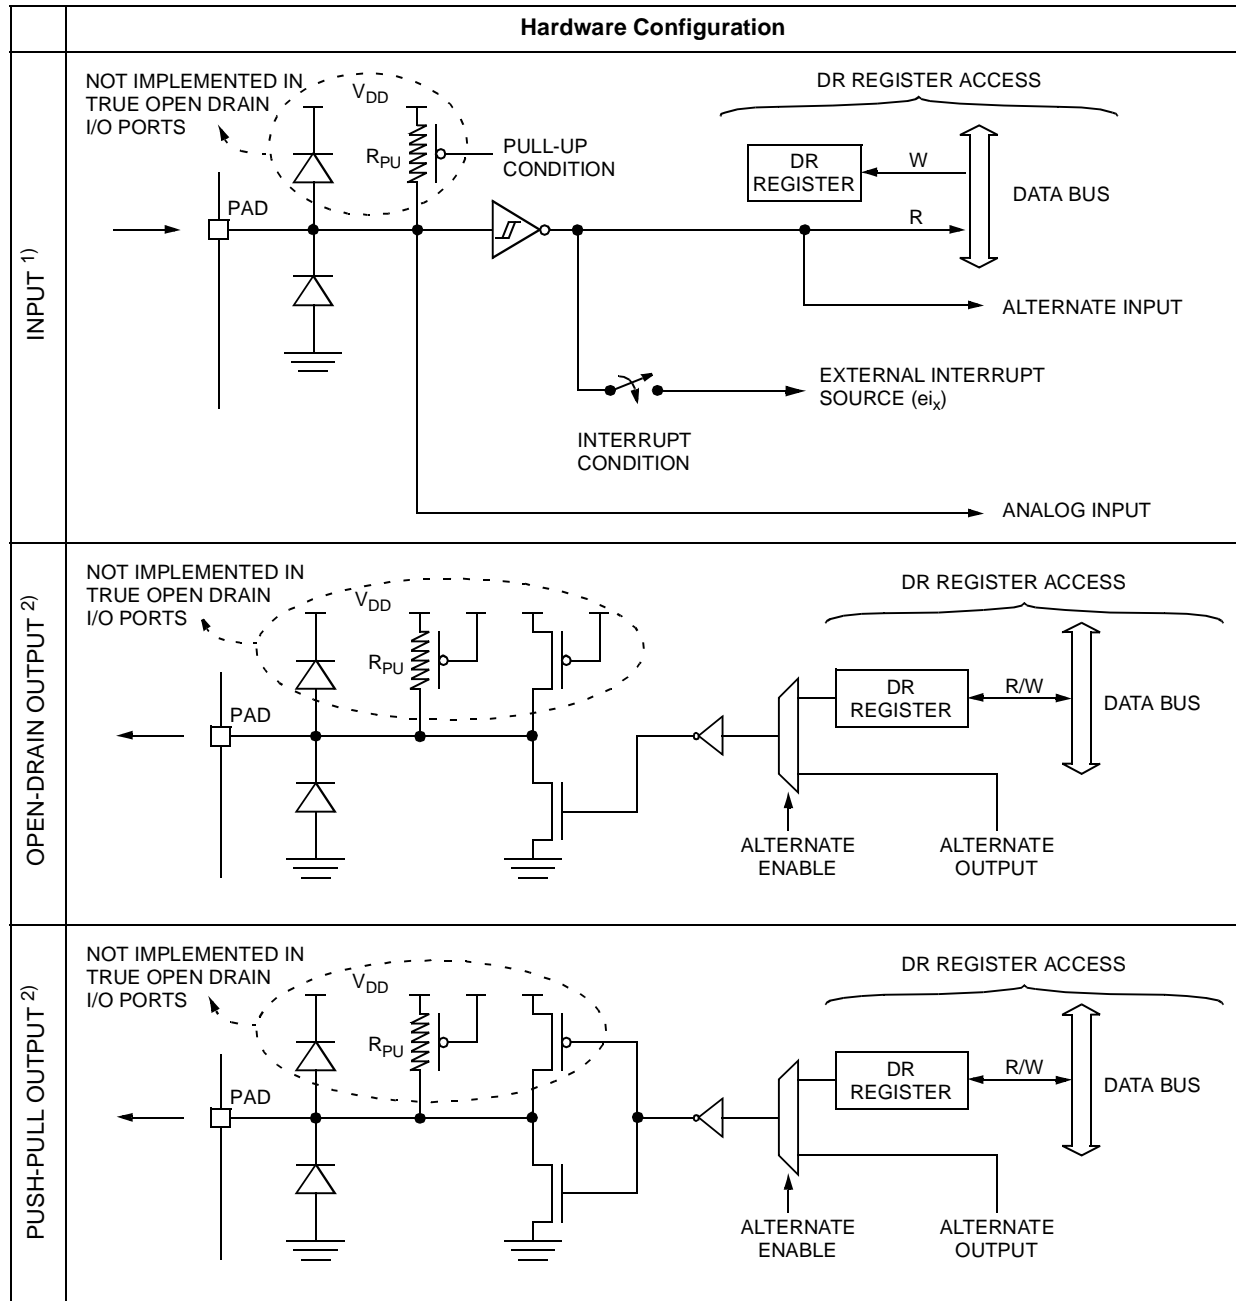 Hardware Configuration
INPUT 1)
NOT IMPLEMENTED IN
TRUE OPEN DRAIN
I/O PORTS
VDD
RPU
PULL-UP
CONDITION
PAD
DR REGISTER ACCESS
DR
REGISTER
W
R
DATA BUS
ALTERNATE INPUT
EXTERNAL INTERRUPT
SOURCE (eix)
INTERRUPT
CONDITION
ANALOG INPUT
OPEN-DRAIN OUTPUT 2)
NOT IMPLEMENTED IN
TRUE OPEN DRAIN
I/O PORTS
VDD
RPU
PAD
DR REGISTER ACCESS
DR
REGISTER
R/W
DATA BUS
ALTERNATE
ENABLE
ALTERNATE
OUTPUT
PUSH-PULL OUTPUT 2)
NOT IMPLEMENTED IN
TRUE OPEN DRAIN
I/O PORTS
VDD
RPU
PAD
DR REGISTER ACCESS
DR
REGISTER
R/W
DATA BUS
ALTERNATE
ENABLE
ALTERNATE
OUTPUT